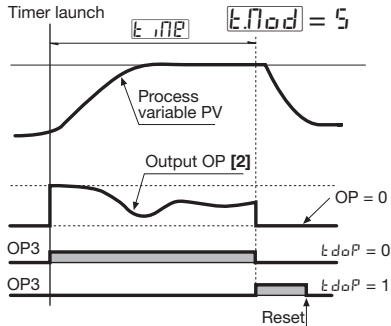 Timer launch
t.iME
t.Mod = 5
Process
variable PV
Output OP [2]
OP = 0
OP3
tdoP = 0
OP3
tdoP = 1
Reset